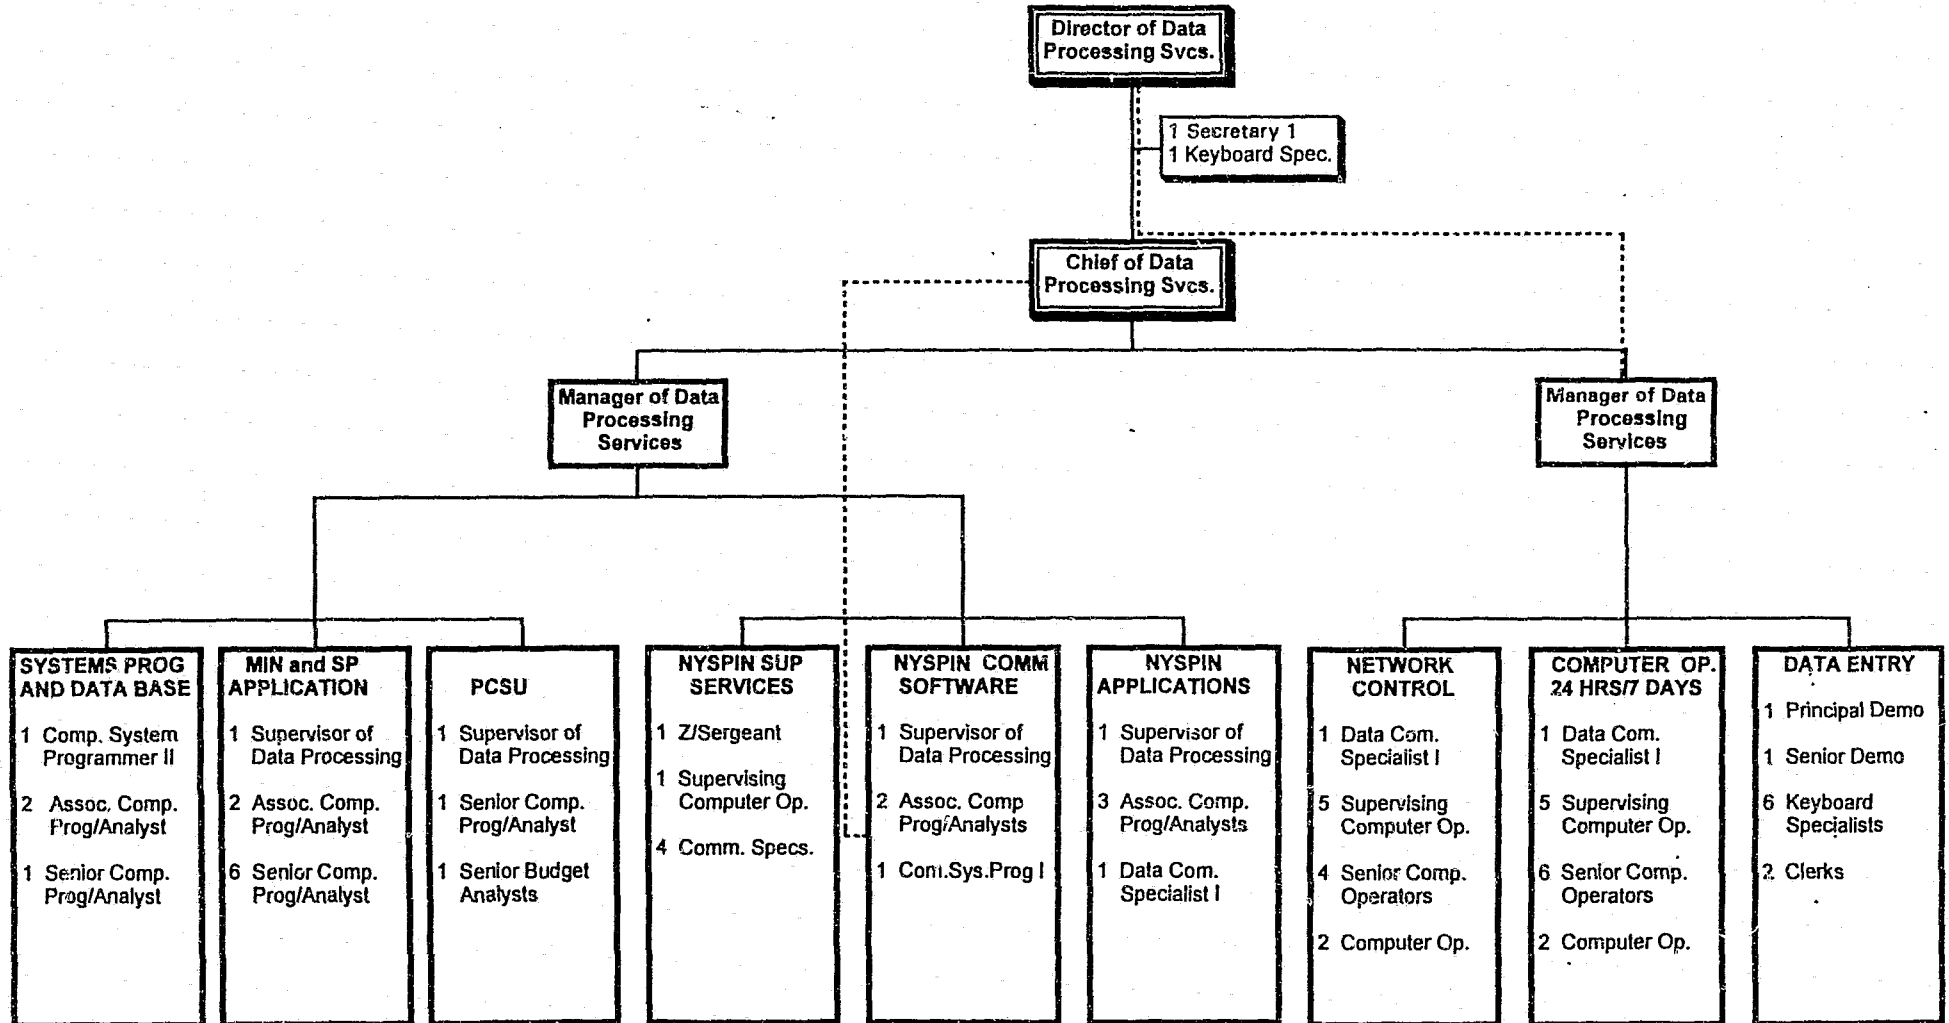 Director of Data
Processing Svcs.
1 Secretary 1
1 Keyboard Spec.
Chief of Data
Processing Svcs.
Manager of Data
Processing
Services
Manager of Data
Processing
Services
SYSTEMS PROG
AND DATA BASE
1 Comp. System
Programmer II
2 Assoc. Comp.
Prog/Analyst
1 Senior Comp.
Prog/Analyst
MIN and SP
APPLICATION
1 Supervisor of
Data Processing
2 Assoc. Comp.
Prog/Analyst
6 Senior Comp.
Prog/Analyst
PCSU
1 Supervisor of
Data Processing
1 Senior Comp.
Prog/Analyst
1 Senior Budget
Analysts
NYSPIN SUP
SERVICES
1 Z/Sergeant
1 Supervising
Computer Op.
4 Comm. Specs.
NYSPIN COMM
SOFTWARE
1 Supervisor of
Data Processing
2 Assoc. Comp
Prog/Analysts
1 Com.Sys.Prog I
NYSPIN
APPLICATIONS
1 Supervisor of
Data Processing
3 Assoc. Comp.
Prog/Analysts
1 Data Com.
Specialist I
NETWORK
CONTROL
1 Data Com.
Specialist I
5 Supervising
Computer Op.
4 Senior Comp.
Operators
2 Computer Op.
COMPUTER OP.
24 HRS/7 DAYS
1 Data Com.
Specialist I
5 Supervising
Computer Op.
6 Senior Comp.
Operators
2 Computer Op.
DATA ENTRY
1 Principal Demo
1 Senior Demo
6 Keyboard
Specialists
2 Clerks